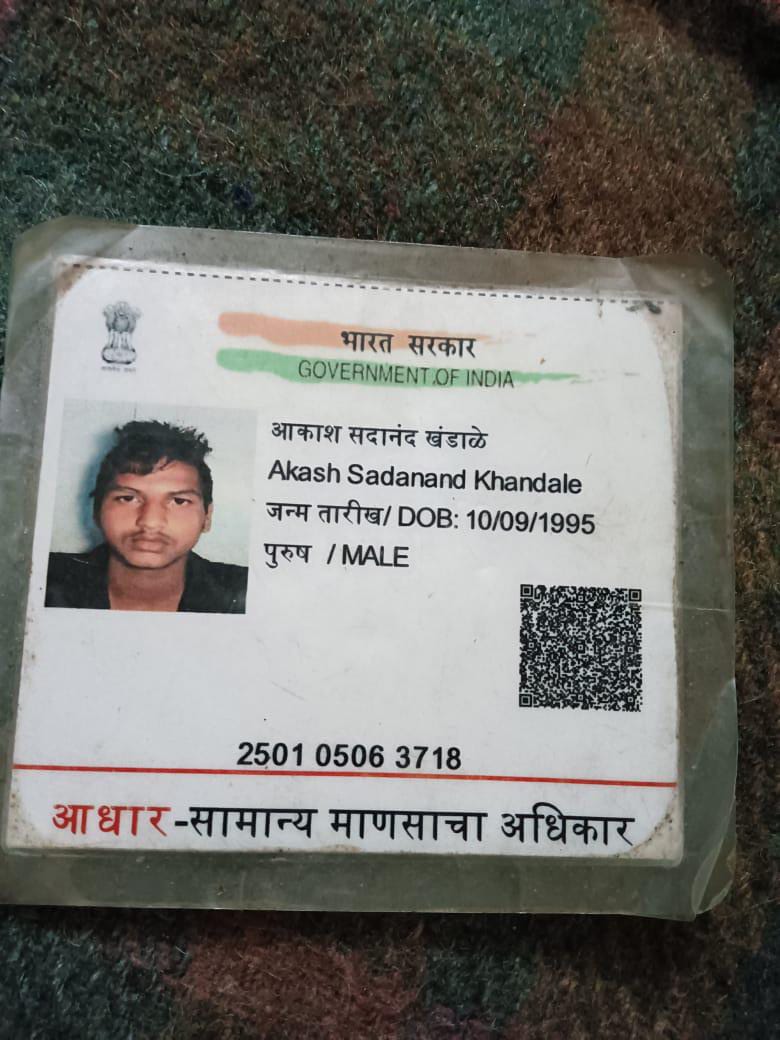 भारत सरकार
GOVERNMENT OF INDIA
आकाश सदानंद खंडाळे
Akash Sadanand Khandale
जन्म तारीख/ DOB: 10/09/1995
पुरुष / MALE
2501 0506 3718
आधार-सामान्य माणसाचा अधिकार